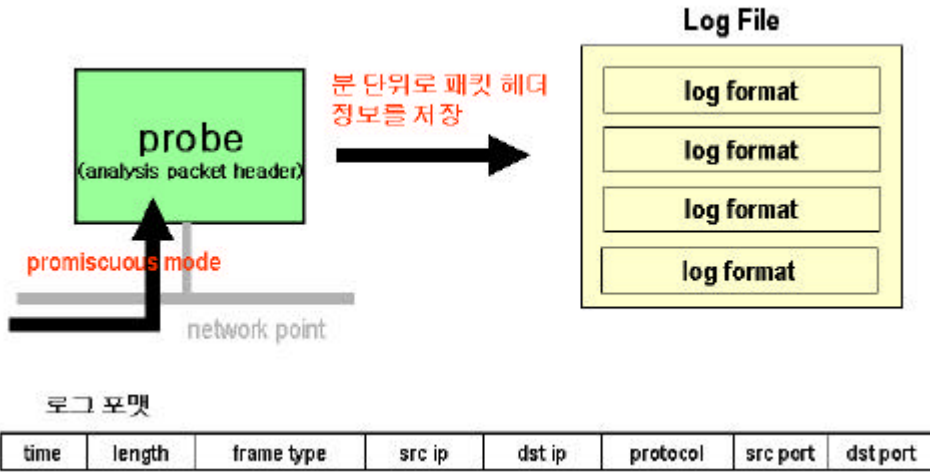 Log File
probe
(analysis packet header)
promiscuous mode
network point
분 단위로 패킷 헤더
정보를 저장
log format
log format
log format
log format
로그 포맷
time length frame type src ip dst ip protocol src port dst port